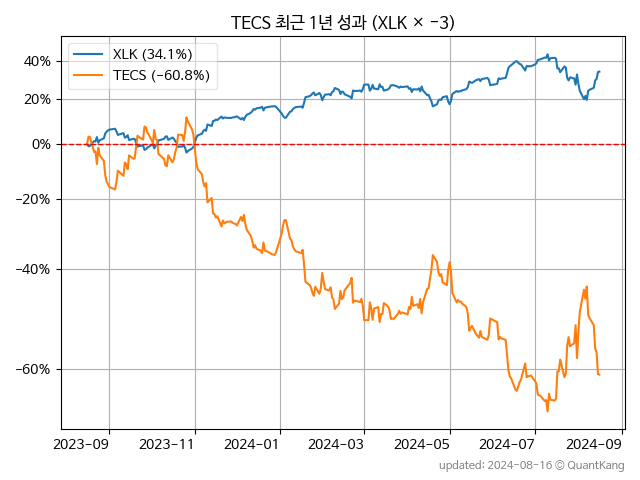 TECS 최근 1년 성과 (XLK × −3)
XLK (34.1%)
TECS (−60.8%)
40%
20%
0%
−20%
−40%
−60%
2023-09 2023-11 2024-01 2024-03 2024-05 2024-07 2024-09
updated: 2024-08-16 © QuantKang